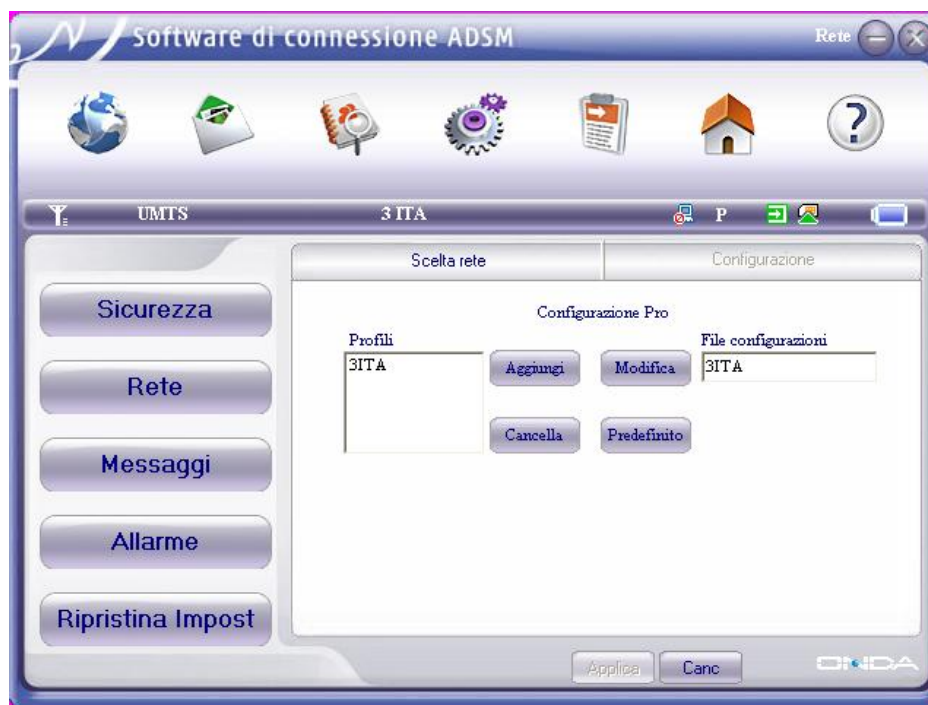 Software di connessione ADSM
Rete
UMTS
3 ITA
P
Scelta rete
Configurazione
Sicurezza
Rete
Messaggi
Allarme
Ripristina Impost
Configurazione Pro
Profili
File configurazioni
3ITA
Aggiungi
Modifica
3ITA
Cancella
Predefinito
Applica
Canc
ONDA